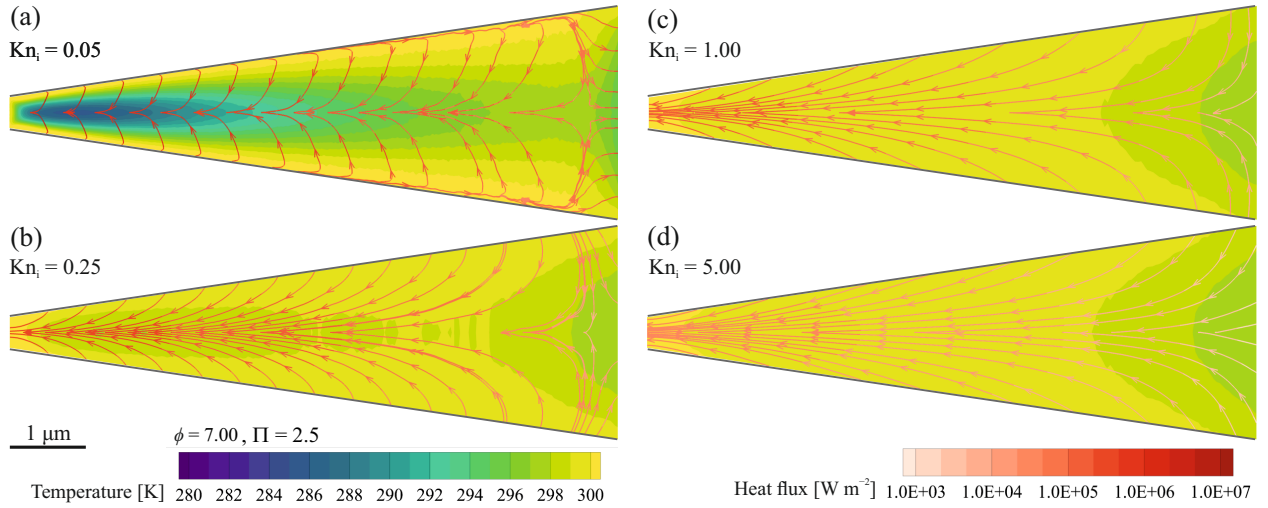 (a)
Kn_i = 0.05
(c)
Kn_i = 1.00
(b)
Kn_i = 0.25
(d)
Kn_i = 5.00
1 μm
ϕ = 7.00 , Π = 2.5
Temperature [K] 280 282 284 286 288 290 292 294 296 298 300
Heat flux [W m⁻²] 1.0E+03 1.0E+04 1.0E+05 1.0E+06 1.0E+07